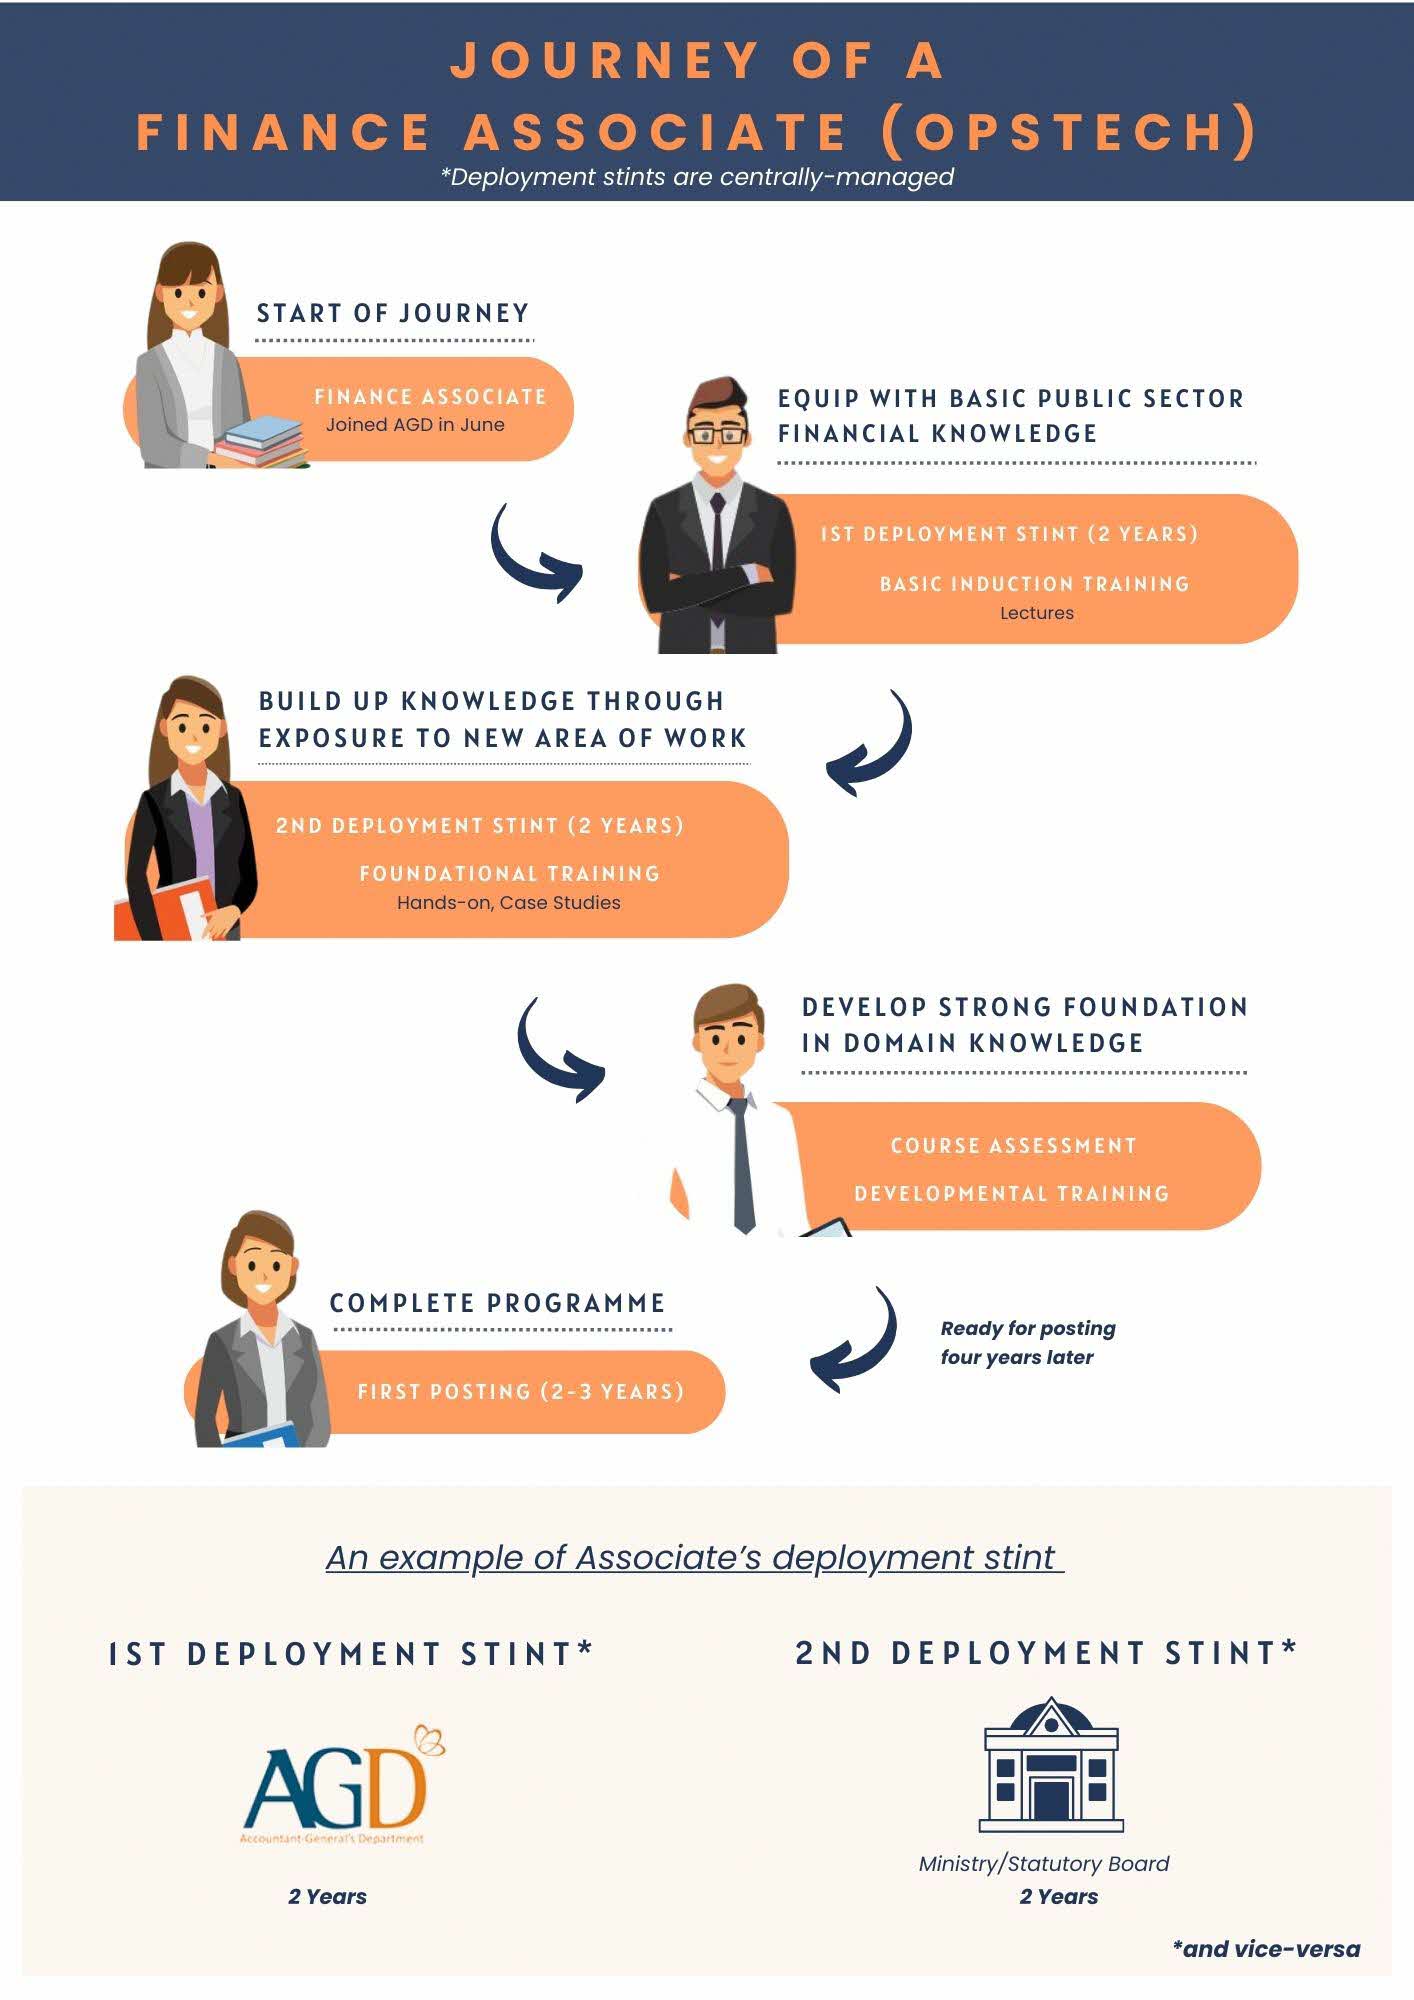 JOURNEY OF A
FINANCE ASSOCIATE (OPSTECH)
*Deployment stints are centrally-managed
START OF JOURNEY
FINANCE ASSOCIATE
Joined AGD in June
EQUIP WITH BASIC PUBLIC SECTOR
FINANCIAL KNOWLEDGE
1ST DEPLOYMENT STINT (2 YEARS)
BASIC INDUCTION TRAINING
Lectures
BUILD UP KNOWLEDGE THROUGH
EXPOSURE TO NEW AREA OF WORK
2ND DEPLOYMENT STINT (2 YEARS)
FOUNDATIONAL TRAINING
Hands-on, Case Studies
DEVELOP STRONG FOUNDATION
IN DOMAIN KNOWLEDGE
COURSE ASSESSMENT
DEVELOPMENTAL TRAINING
COMPLETE PROGRAMME
FIRST POSTING (2-3 YEARS)
Ready for posting
four years later
An example of Associate’s deployment stint
1ST DEPLOYMENT STINT*
AGD
Accountant-General's Department
2 Years
2ND DEPLOYMENT STINT*
Ministry/Statutory Board
2 Years
*and vice-versa